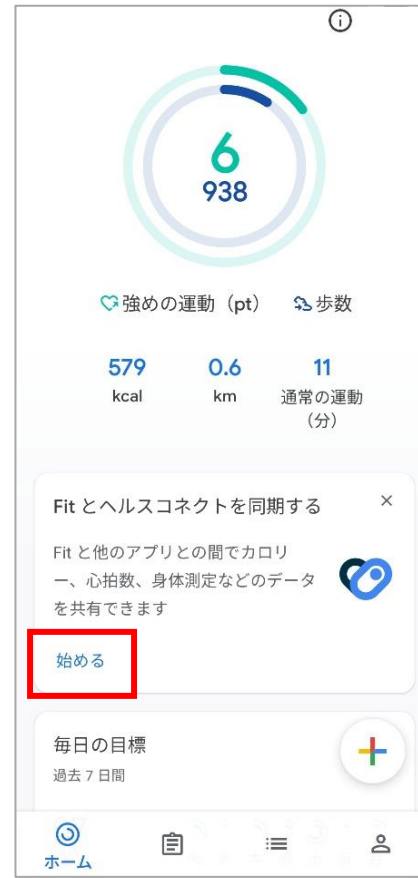 6
938
強めの運動（pt） 歩数
579 0.6 11
kcal km 通常の運動
（分）
Fit とヘルスコネクトを同期する
Fit と他のアプリとの間でカロリ
ー、心拍数、身体測定などのデータ
を共有できます
始める
毎日の目標
過去 7 日間
ホーム